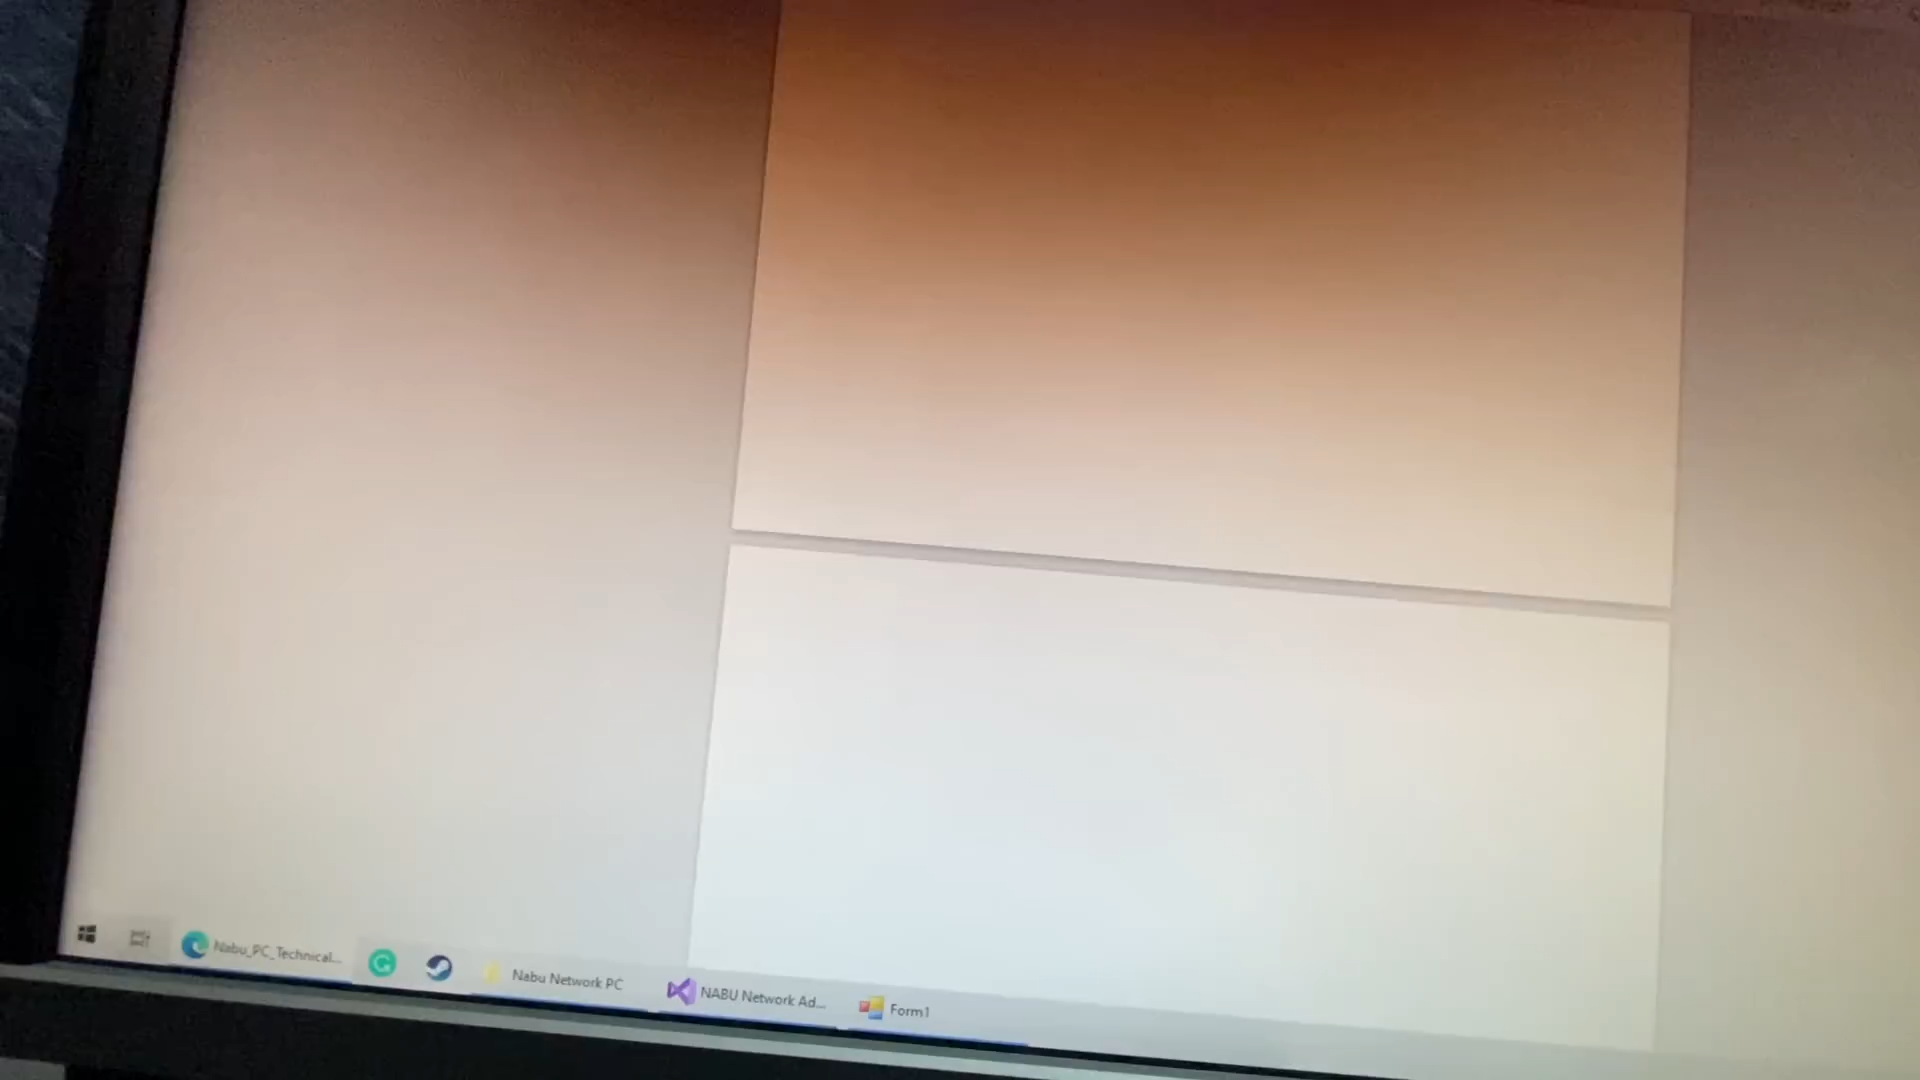 Nabu_PC_Technical...
Nabu Network PC
NABU Network Ad...
Form1